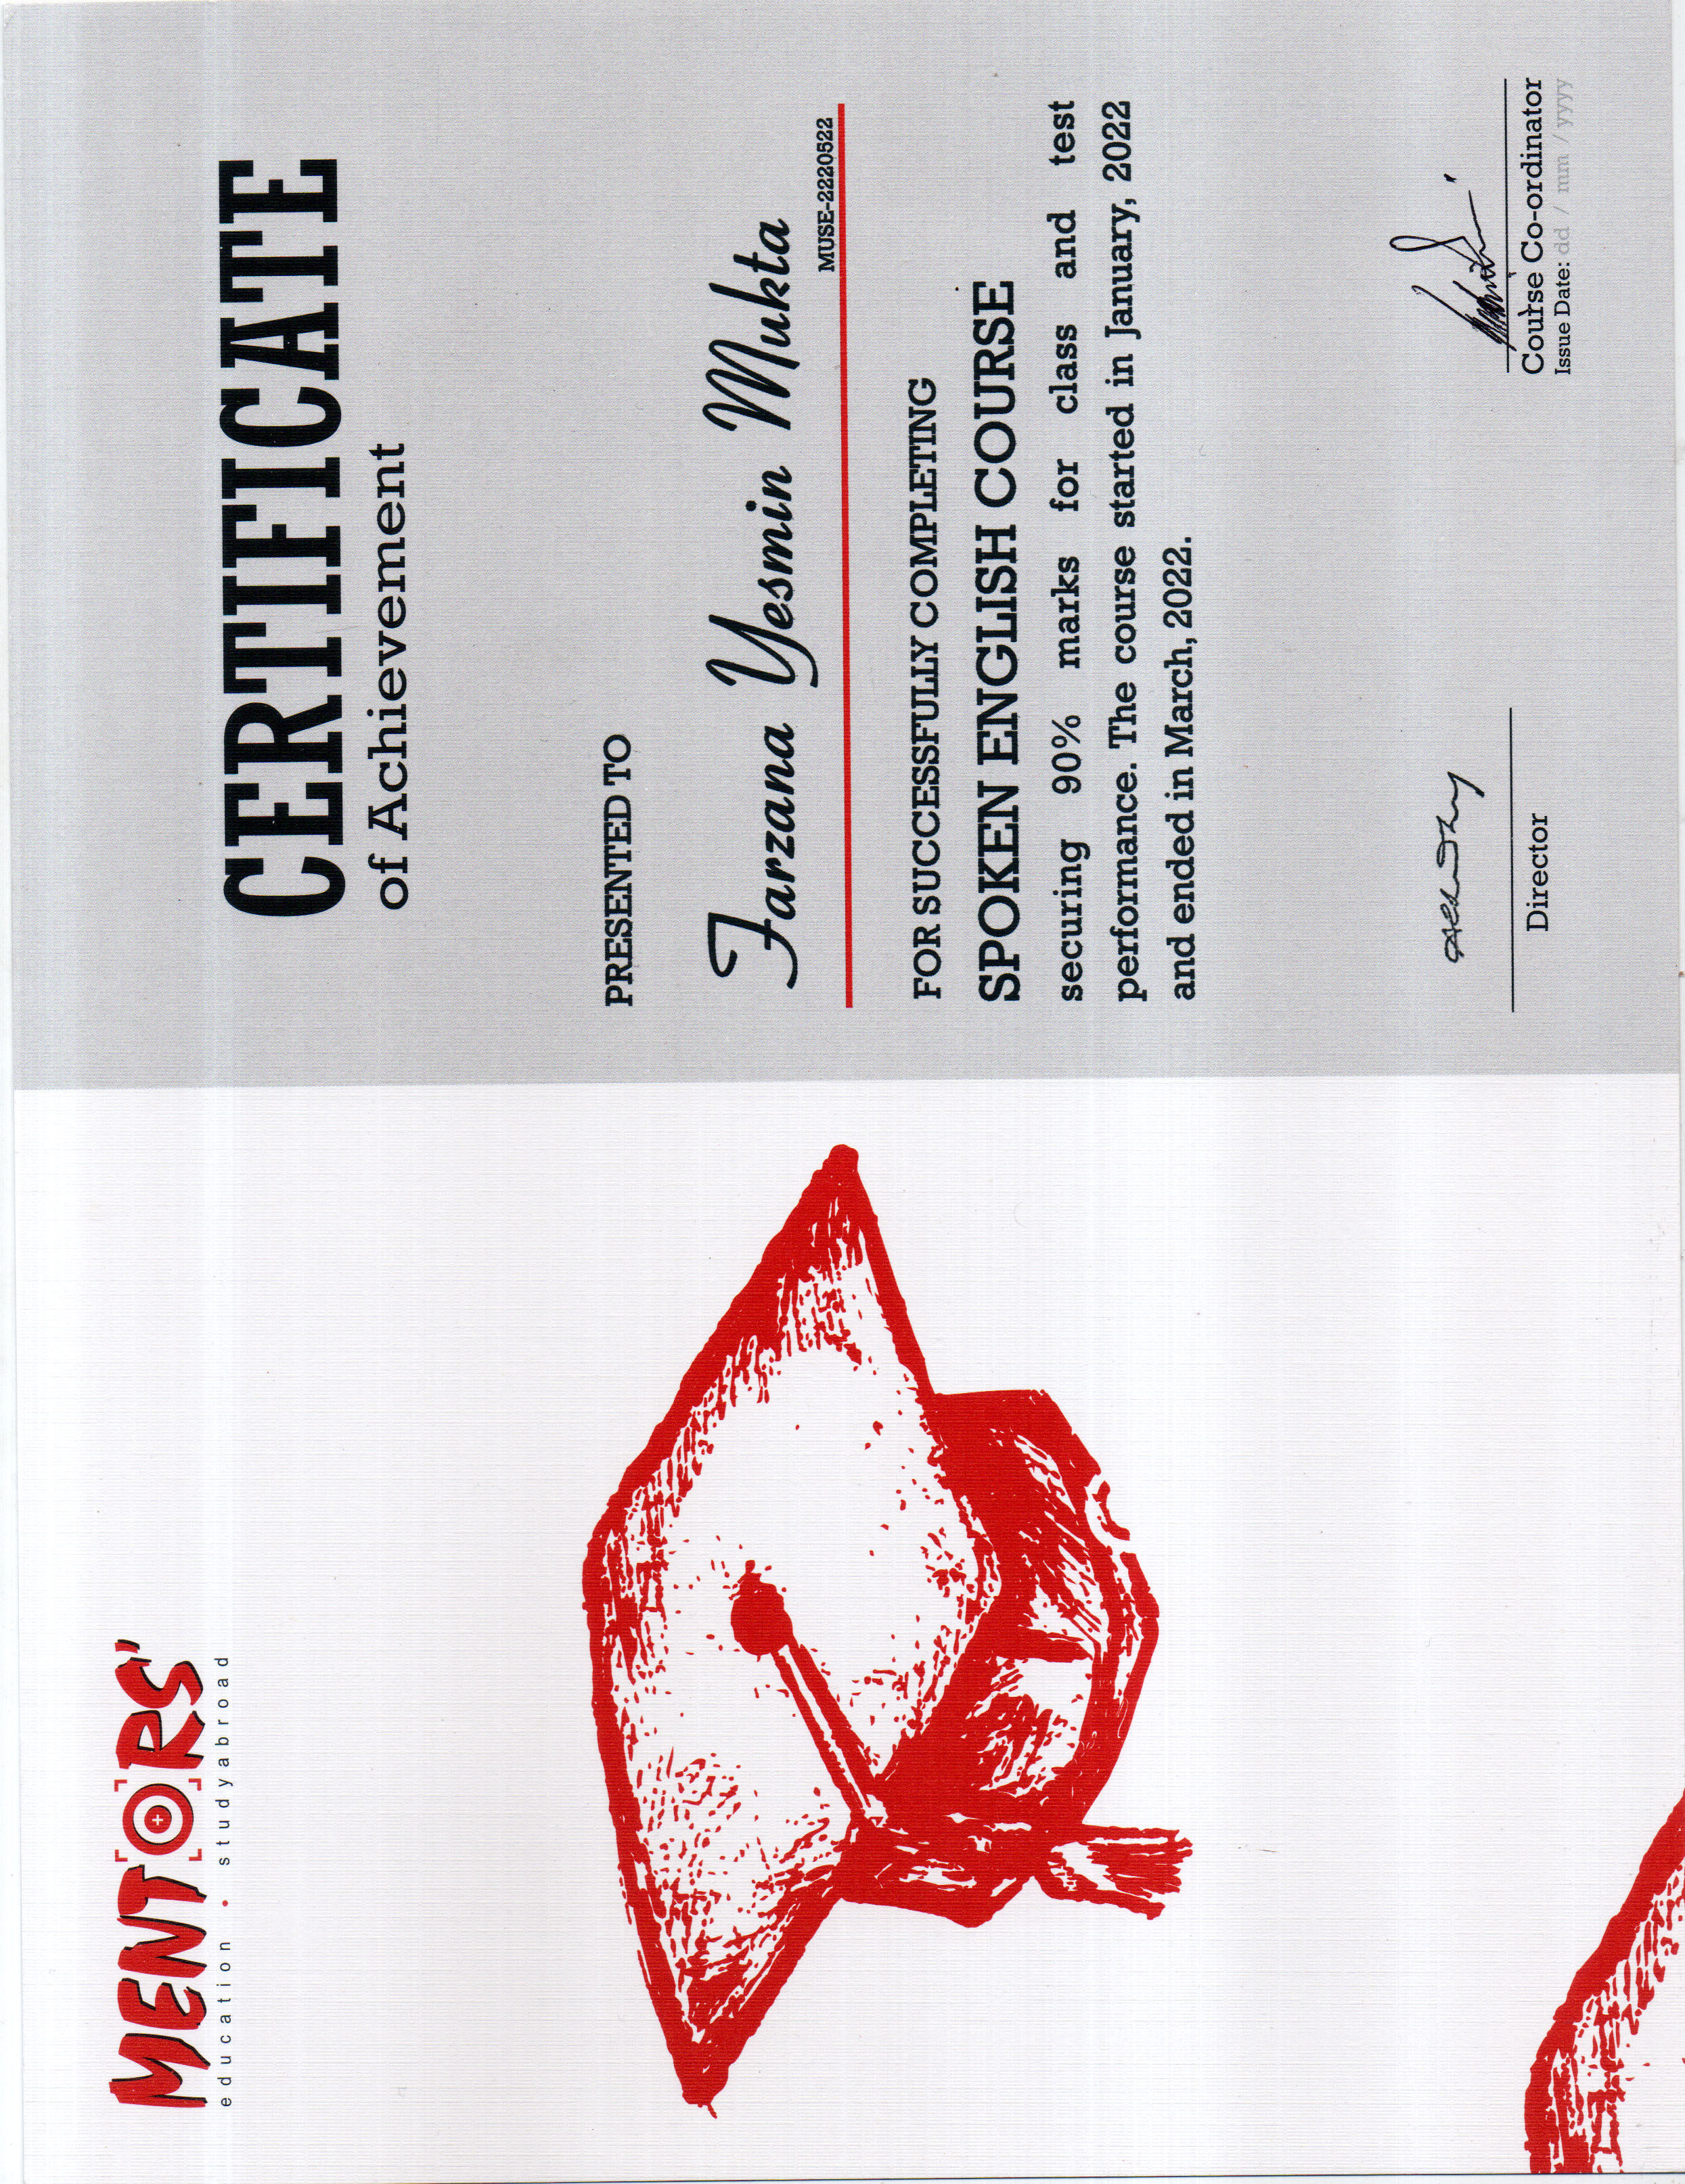 MENTORS'
education • studyabroad
CERTIFICATE
of Achievement
PRESENTED TO
Farzana Yesmin Mukta
MUSE-2220522
FOR SUCCESSFULLY COMPLETING
SPOKEN ENGLISH COURSE
securing 90% marks for class and test
performance. The course started in January, 2022
and ended in March, 2022.
Director
Course Co-ordinator
Issue Date: dd / mm / yyyy